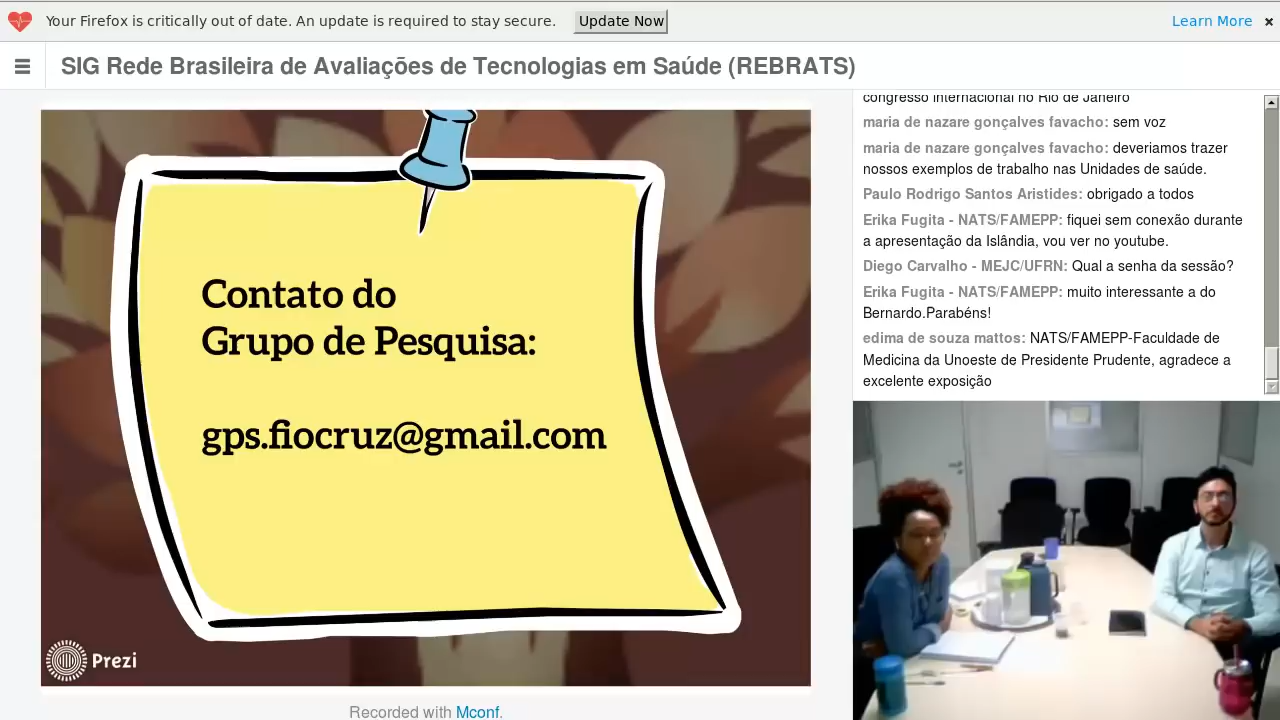 Your Firefox is critically out of date. An update is required to stay secure.
Update Now
Learn More
SIG Rede Brasileira de Avaliações de Tecnologias em Saúde (REBRATS)
Contato do
Grupo de Pesquisa:
gps.fiocruz@gmail.com
Prezi
Recorded with Mconf.
congresso internacional no Rio de Janeiro
maria de nazare gonçalves favacho: sem voz
maria de nazare gonçalves favacho: deveriamos trazer
nossos exemplos de trabalho nas Unidades de saúde.
Paulo Rodrigo Santos Aristides: obrigado a todos
Erika Fugita - NATS/FAMEPP: fiquei sem conexão durante
a apresentação da Islândia, vou ver no youtube.
Diego Carvalho - MEJC/UFRN: Qual a senha da sessão?
Erika Fugita - NATS/FAMEPP: muito interessante a do
Bernardo.Parabéns!
edima de souza mattos: NATS/FAMEPP-Faculdade de
Medicina da Unoeste de Presidente Prudente, agradece a
excelente exposição